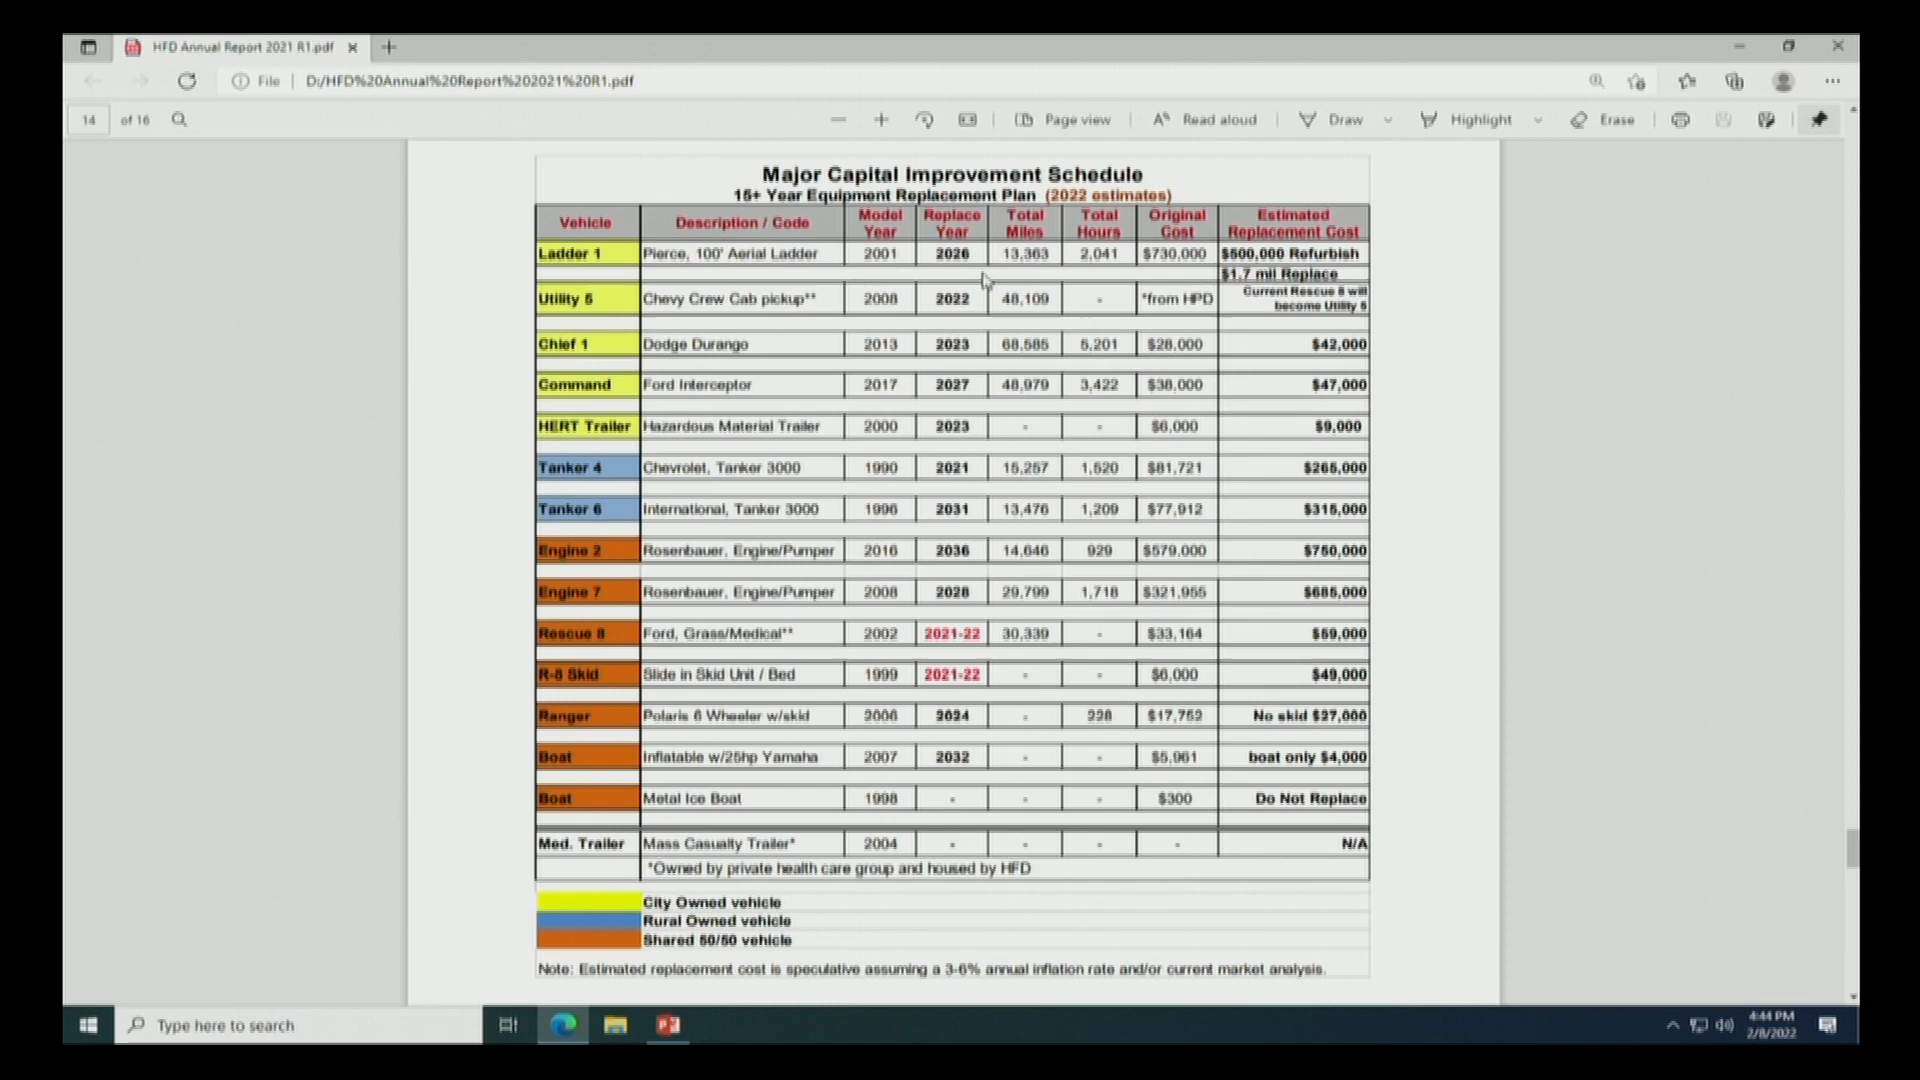 HFD Annual Report 2021 R1.pdf
File | D:/HFD%20Annual%20Report%202021%20R1.pdf
14 of 16 Page view Read aloud Draw Highlight Erase
Major Capital Improvement Schedule
15+ Year Equipment Replacement Plan (2022 estimates)
Vehicle Description / Code Model Year Replace Year Total Miles Total Hours Original Cost Estimated Replacement Cost
Ladder 1 Pierce, 100' Aerial Ladder 2001 2026 13,363 2,041 $730,000 $500,000 Refurbish
$1.7 mil Replace
Utility 5 Chevy Crew Cab pickup** 2008 2022 48,109 - *from HPD Current Rescue 8 will become Utility 5
Chief 1 Dodge Durango 2013 2023 68,585 5,201 $28,000 $42,000
Command Ford Interceptor 2017 2027 48,979 3,422 $38,000 $47,000
HERT Trailer Hazardous Material Trailer 2000 2023 - - $6,000 $9,000
Tanker 4 Chevrolet, Tanker 3000 1990 2021 15,257 1,520 $81,721 $265,000
Tanker 6 International, Tanker 3000 1996 2031 13,476 1,209 $77,912 $315,000
Engine 2 Rosenbauer, Engine/Pumper 2016 2036 14,646 929 $579,000 $750,000
Engine 7 Rosenbauer, Engine/Pumper 2008 2028 29,799 1,718 $321,955 $685,000
Rescue 8 Ford, Grass/Medical** 2002 2021-22 30,339 - $33,164 $59,000
R-8 Skid Slide in Skid Unit / Bed 1999 2021-22 - - $6,000 $49,000
Ranger Polaris 6 Wheeler w/skid 2006 2024 - 228 $17,752 No skid $27,000
Boat Inflatable w/25hp Yamaha 2007 2032 - - $5,961 boat only $4,000
Boat Metal Ice Boat 1998 - - - $300 Do Not Replace
Med. Trailer Mass Casualty Trailer* 2004 - - - - N/A
*Owned by private health care group and housed by HFD
City Owned vehicle
Rural Owned vehicle
Shared 50/50 vehicle
Note: Estimated replacement cost is speculative assuming a 3-6% annual inflation rate and/or current market analysis.
Type here to search
4:44 PM
2/8/2022